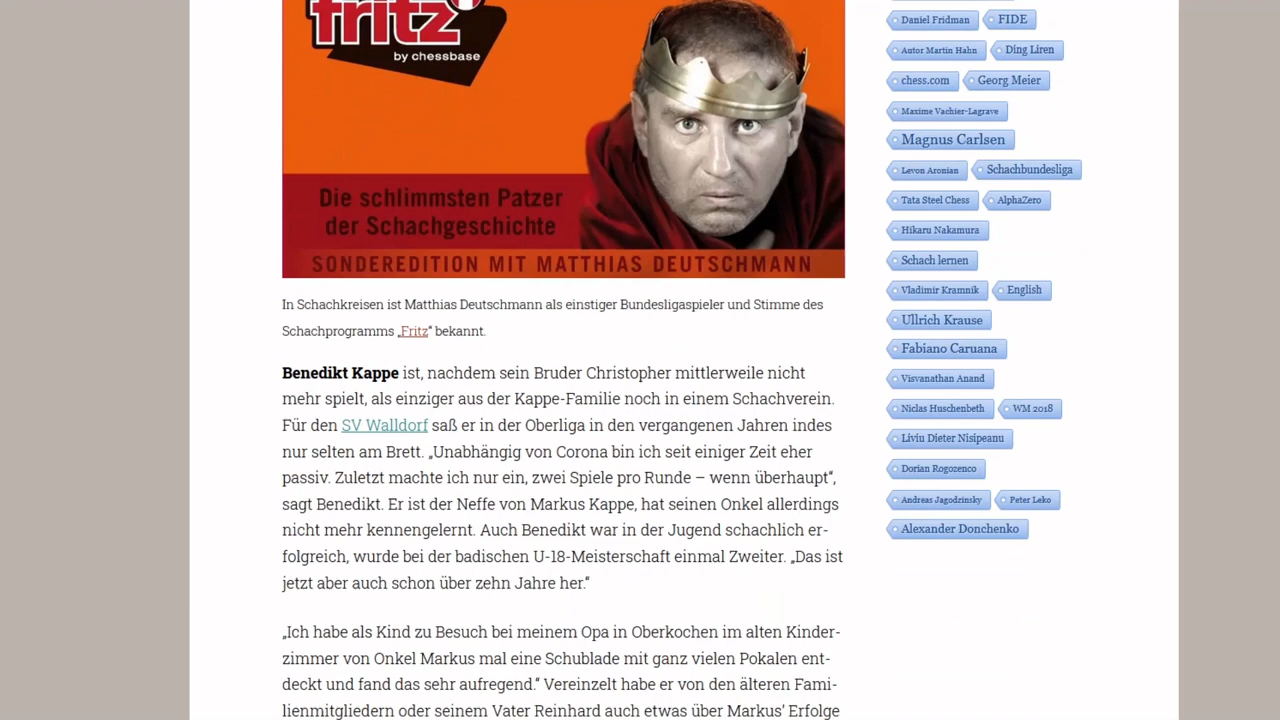 fritz
by chessbase
Die schlimmsten Patzer
der Schachgeschichte
SONDEREDITION MIT MATTHIAS DEUTSCHMANN
In Schachkreisen ist Matthias Deutschmann als einstiger Bundesligaspieler und Stimme des
Schachprogramms „Fritz“ bekannt.
Benedikt Kappe ist, nachdem sein Bruder Christopher mittlerweile nicht
mehr spielt, als einziger aus der Kappe-Familie noch in einem Schachverein.
Für den SV Walldorf saß er in der Oberliga in den vergangenen Jahren indes
nur selten am Brett. „Unabhängig von Corona bin ich seit einiger Zeit eher
passiv. Zuletzt machte ich nur ein, zwei Spiele pro Runde – wenn überhaupt“,
sagt Benedikt. Er ist der Neffe von Markus Kappe, hat seinen Onkel allerdings
nicht mehr kennengelernt. Auch Benedikt war in der Jugend schachlich er-
folgreich, wurde bei der badischen U-18-Meisterschaft einmal Zweiter. „Das ist
jetzt aber auch schon über zehn Jahre her.“
„Ich habe als Kind zu Besuch bei meinem Opa in Oberkochen im alten Kinder-
zimmer von Onkel Markus mal eine Schublade mit ganz vielen Pokalen ent-
deckt und fand das sehr aufregend.“ Vereinzelt habe er von den älteren Fami-
lienmitgliedern oder seinem Vater Reinhard auch etwas über Markus’ Erfolge
Daniel Fridman FIDE
Autor Martin Hahn Ding Liren
chess.com Georg Meier
Maxime Vachier-Lagrave
Magnus Carlsen
Levon Aronian Schachbundesliga
Tata Steel Chess AlphaZero
Hikaru Nakamura
Schach lernen
Vladimir Kramnik English
Ullrich Krause
Fabiano Caruana
Visvanathan Anand
Niclas Huschenbeth WM 2018
Liviu Dieter Nisipeanu
Dorian Rogozenco
Andreas Jagodzinsky Peter Leko
Alexander Donchenko